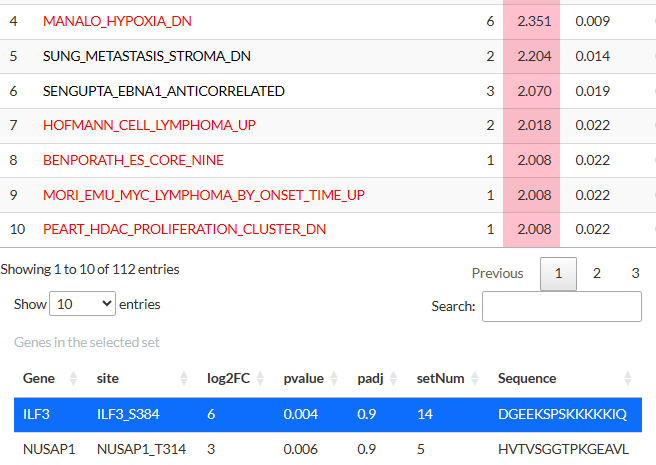 4 MANALO_HYPOXIA_DN 6 2.351 0.009
5 SUNG_METASTASIS_STROMA_DN 2 2.204 0.014
6 SENGUPTA_EBNA1_ANTICORRELATED 3 2.070 0.019
7 HOFMANN_CELL_LYMPHOMA_UP 2 2.018 0.022
8 BENPORATH_ES_CORE_NINE 1 2.008 0.022
9 MORI_EMU_MYC_LYMPHOMA_BY_ONSET_TIME_UP 1 2.008 0.022
10 PEART_HDAC_PROLIFERATION_CLUSTER_DN 1 2.008 0.022
Showing 1 to 10 of 112 entries Previous 1 2 3
Show 10 entries Search:
Genes in the selected set
Gene site log2FC pvalue padj setNum Sequence
ILF3 ILF3_S384 6 0.004 0.9 14 DGEEKSPSKKKKKIQ
NUSAP1 NUSAP1_T314 3 0.006 0.9 5 HVTVSGGTPKGEAVL